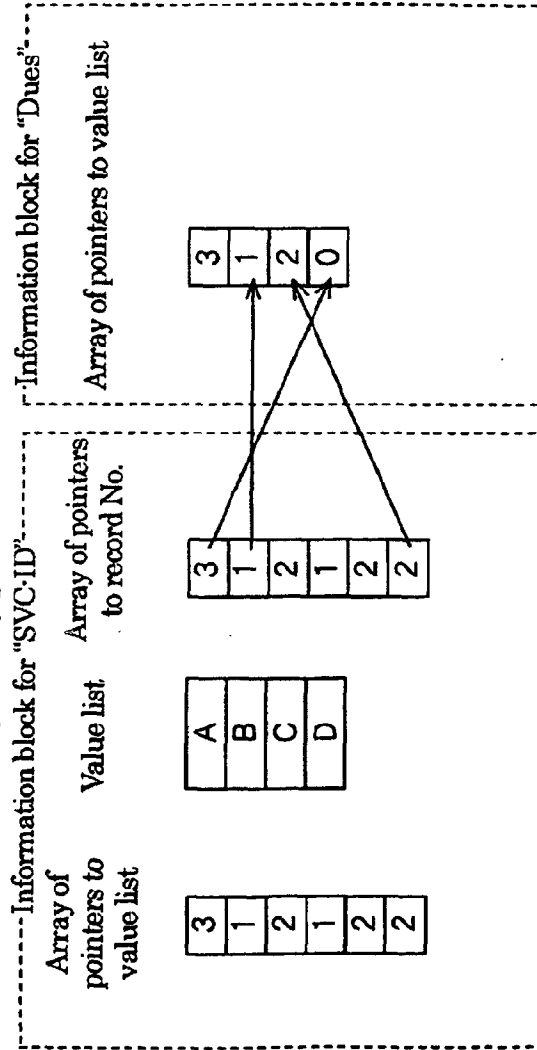 Information block for "SVC-ID"
Array of
pointers to
value list
3
1
2
1
2
2
Value list
A
B
C
D
Array of pointers
to record No.
3
1
2
1
2
2
Information block for "Dues"
Array of pointers to value list
3
1
2
0